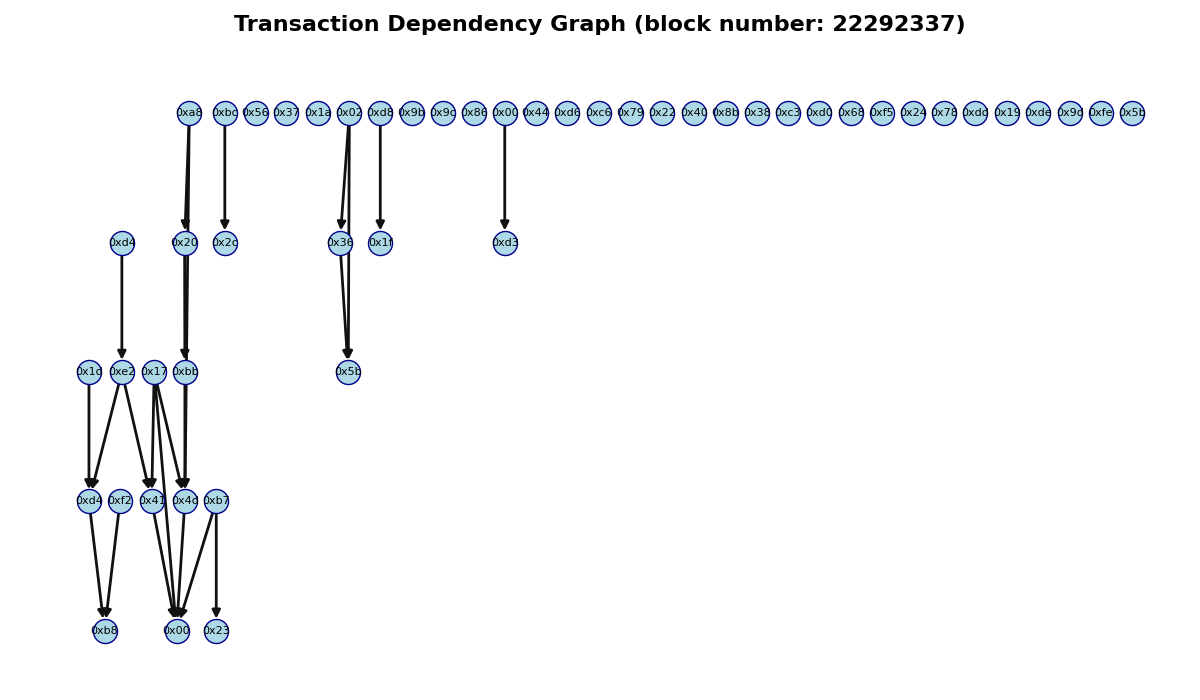 Transaction Dependency Graph (block number: 22292337)
0xa8 0xbc 0x56 0x37 0x1a 0x02 0xd8 0x9b 0x9c 0x86 0x00 0x44 0xd6 0xc6 0x79 0x22 0x40 0x8b 0x38 0xc3 0xd0 0x68 0xf5 0x24 0x78 0xdd 0x19 0xde 0x9d 0xfe 0x5b
0xd4 0x20 0x2c 0x36 0x1f 0xd3
0x1d 0xe2 0x17 0xbb 0x5b
0xd4 0xf2 0x41 0x4d 0xb7
0xb8 0x00 0x23